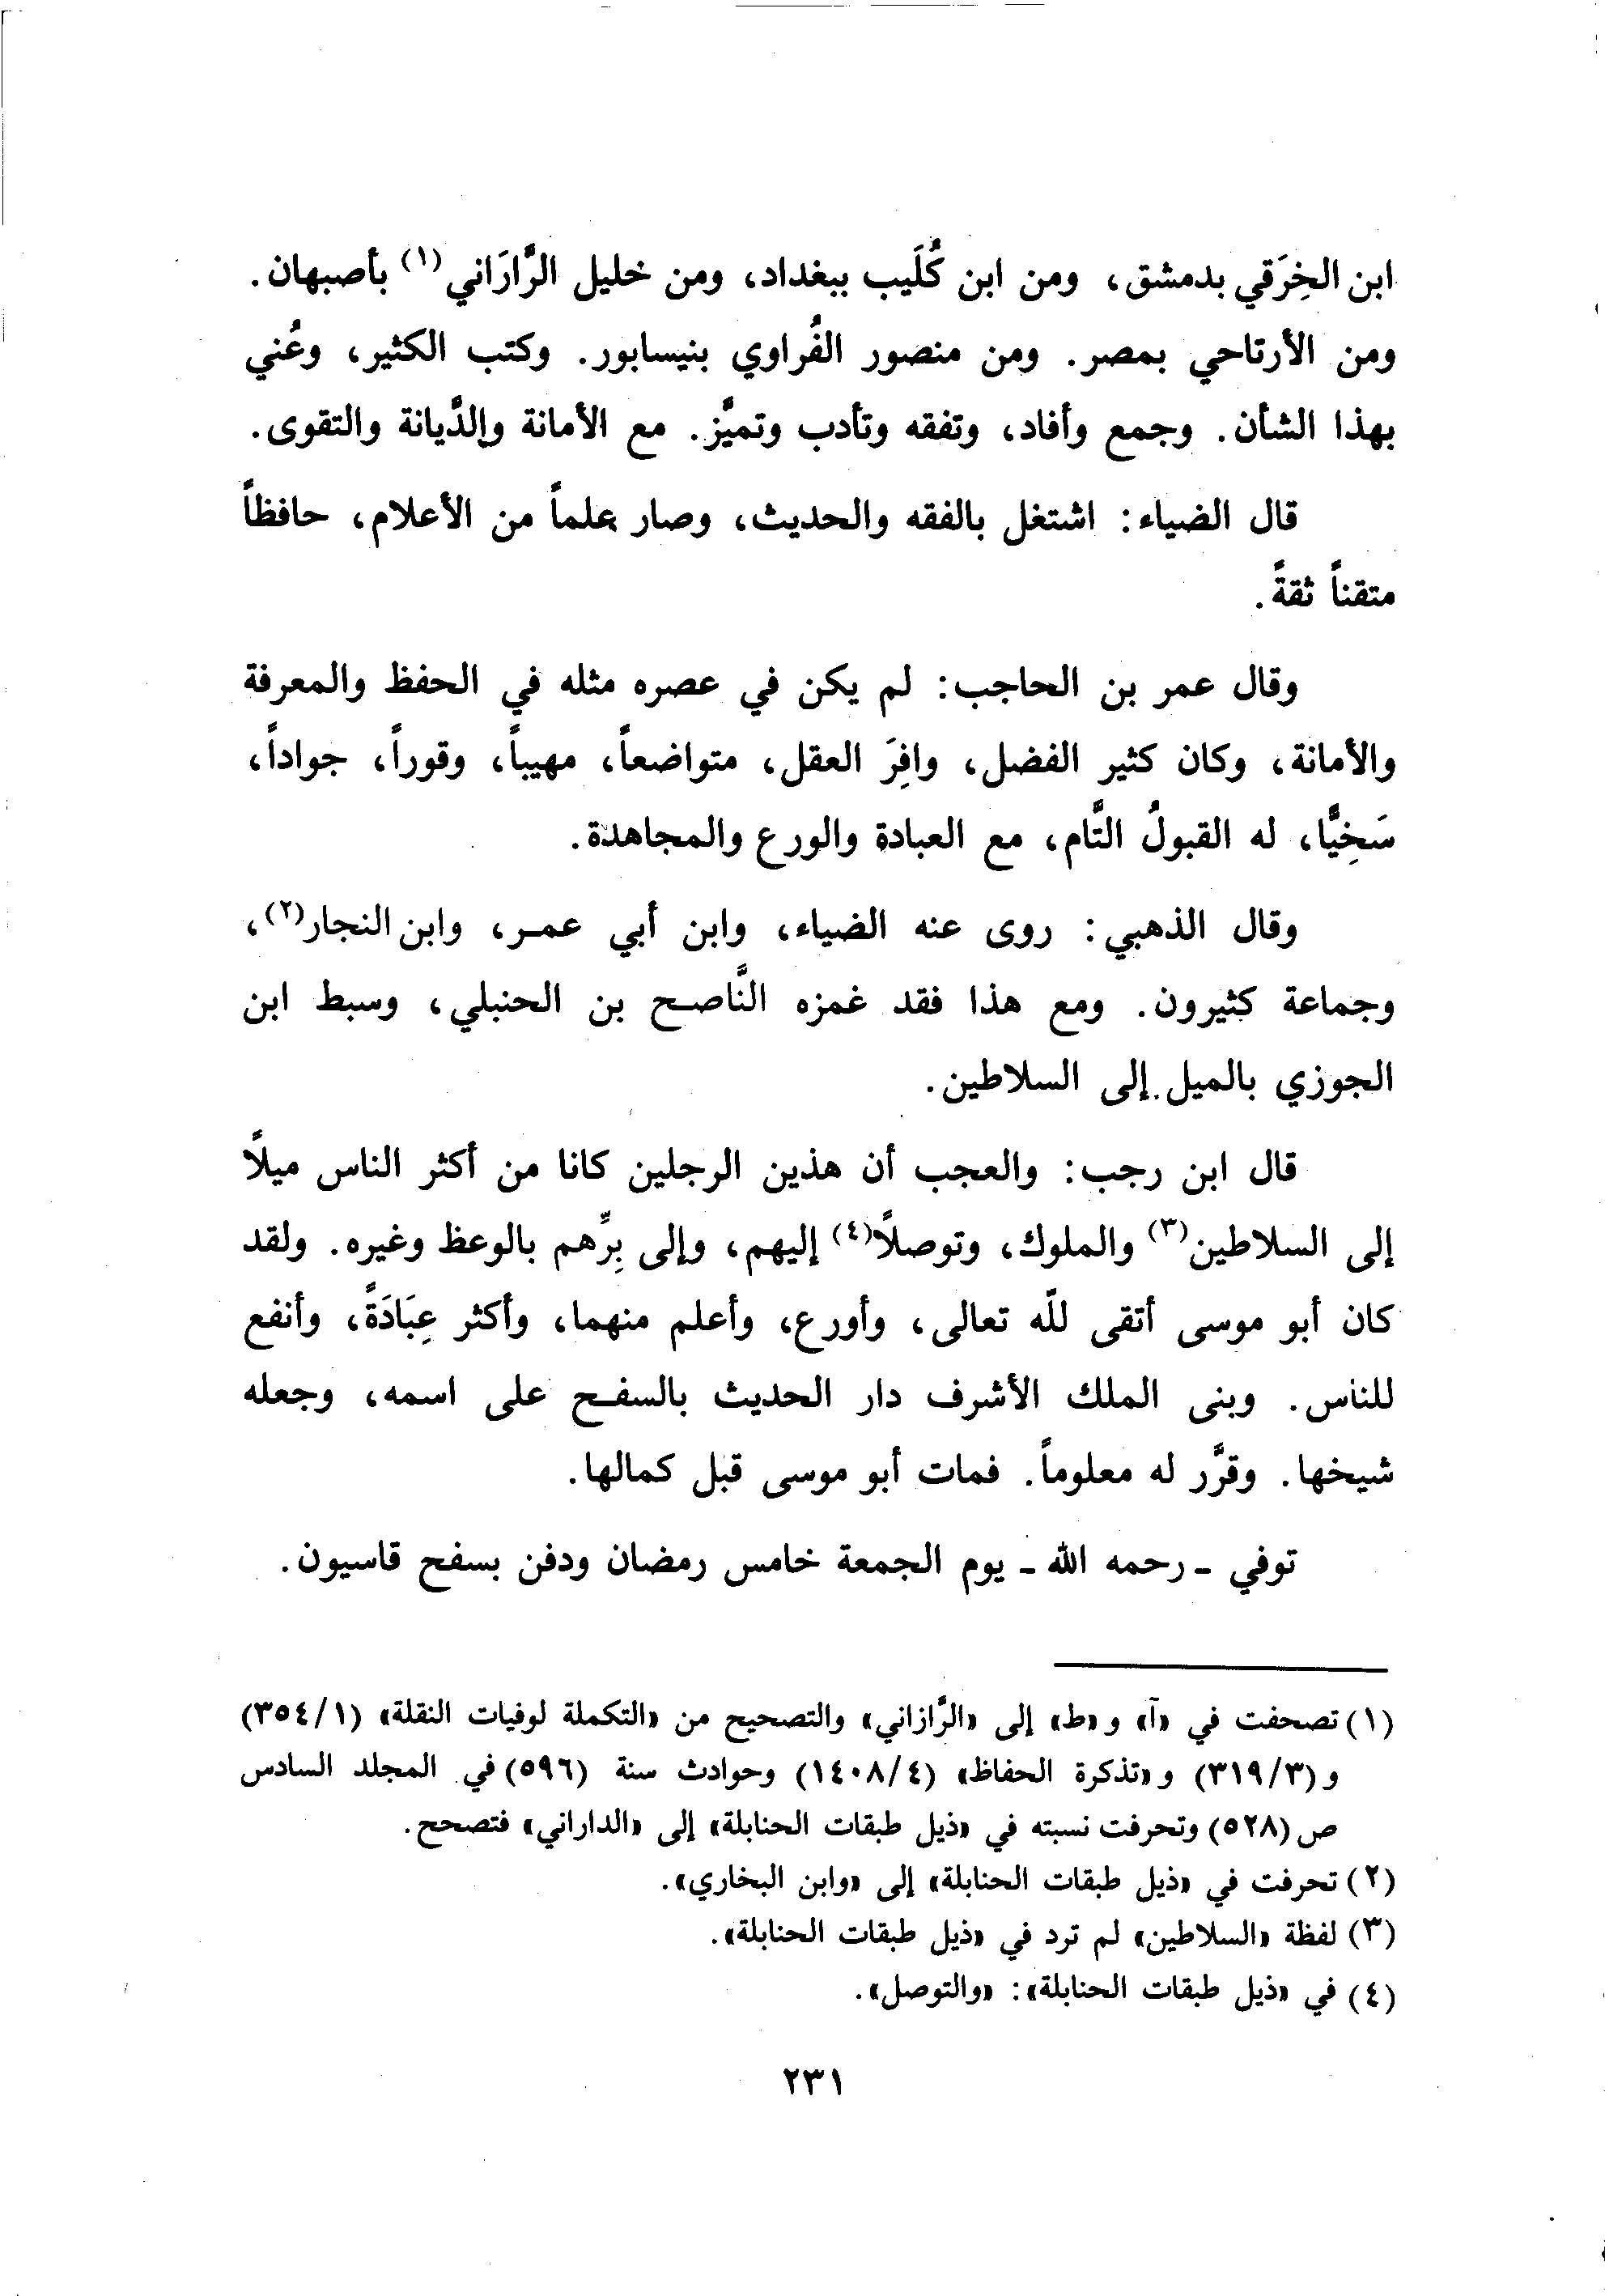 ابن الخِرَقي بدمشق، ومن ابن كُلَيب ببغداد، ومن خليل الرَّارَاني(١) بأصبهان.
ومن الأرتاحي بمصر. ومن منصور الفُراوي بنيسابور. وكتب الكثير، وعُني
بهذا الشأن. وجمع وأفاد، وتفقه وتأدب وتميَّز. مع الأمانة والدَّيانة والتقوى.
قال الضياء: اشتغل بالفقه والحديث، وصار علماً من الأعلام، حافظاً
متقناً ثقةً.
وقال عمر بن الحاجب: لم يكن في عصره مثله في الحفظ والمعرفة
والأمانة، وكان كثير الفضل، وافِرَ العقل، متواضعاً، مهيباً، وقوراً، جواداً،
سَخِيًّا، له القبولُ التَّام، مع العبادة والورع والمجاهدة.
وقال الذهبي: روى عنه الضياء، وابن أبي عمـر، وابن النجار(٢)،
وجماعة كثيرون. ومع هذا فقد غمزه النَّاصـح بن الحنبلي، وسبط ابن
الجوزي بالميل إلى السلاطين.
قال ابن رجب: والعجب أن هذين الرجلين كانا من أكثر الناس ميلًا
إلى السلاطين(٣) والملوك، وتوصلًا(٤) إليهم، وإلى بِرِّهم بالوعظ وغيره. ولقد
كان أبو موسى أتقى للّه تعالى، وأورع، وأعلم منهما، وأكثر عِبَادَةً، وأنفع
للناس. وبنى الملك الأشرف دار الحديث بالسفـح على اسمه، وجعله
شيخها. وقرَّر له معلوماً. فمات أبو موسى قبل كمالها.
توفي - رحمه الله - يوم الجمعة خامس رمضان ودفن بسفح قاسيون.
(١) تصحفت في «آ» و«ط» إلى «الرَّازاني» والتصحيح من «التكملة لوفيات النقلة» (٣٥٤/١)
و (٣١٩/٣) و«تذكرة الحفاظ» (١٤٠٨/٤) وحوادث سنة (٥٩٦) في المجلد السادس
ص (٥٢٨) وتحرفت نسبته في «ذيل طبقات الحنابلة» إلى «الداراني» فتصحح.
(٢) تحرفت في «ذيل طبقات الحنابلة» إلى «وابن البخاري».
(٣) لفظة «السلاطين» لم ترد في «ذيل طبقات الحنابلة».
(٤) في «ذيل طبقات الحنابلة»: «والتوصل».
٢٣١